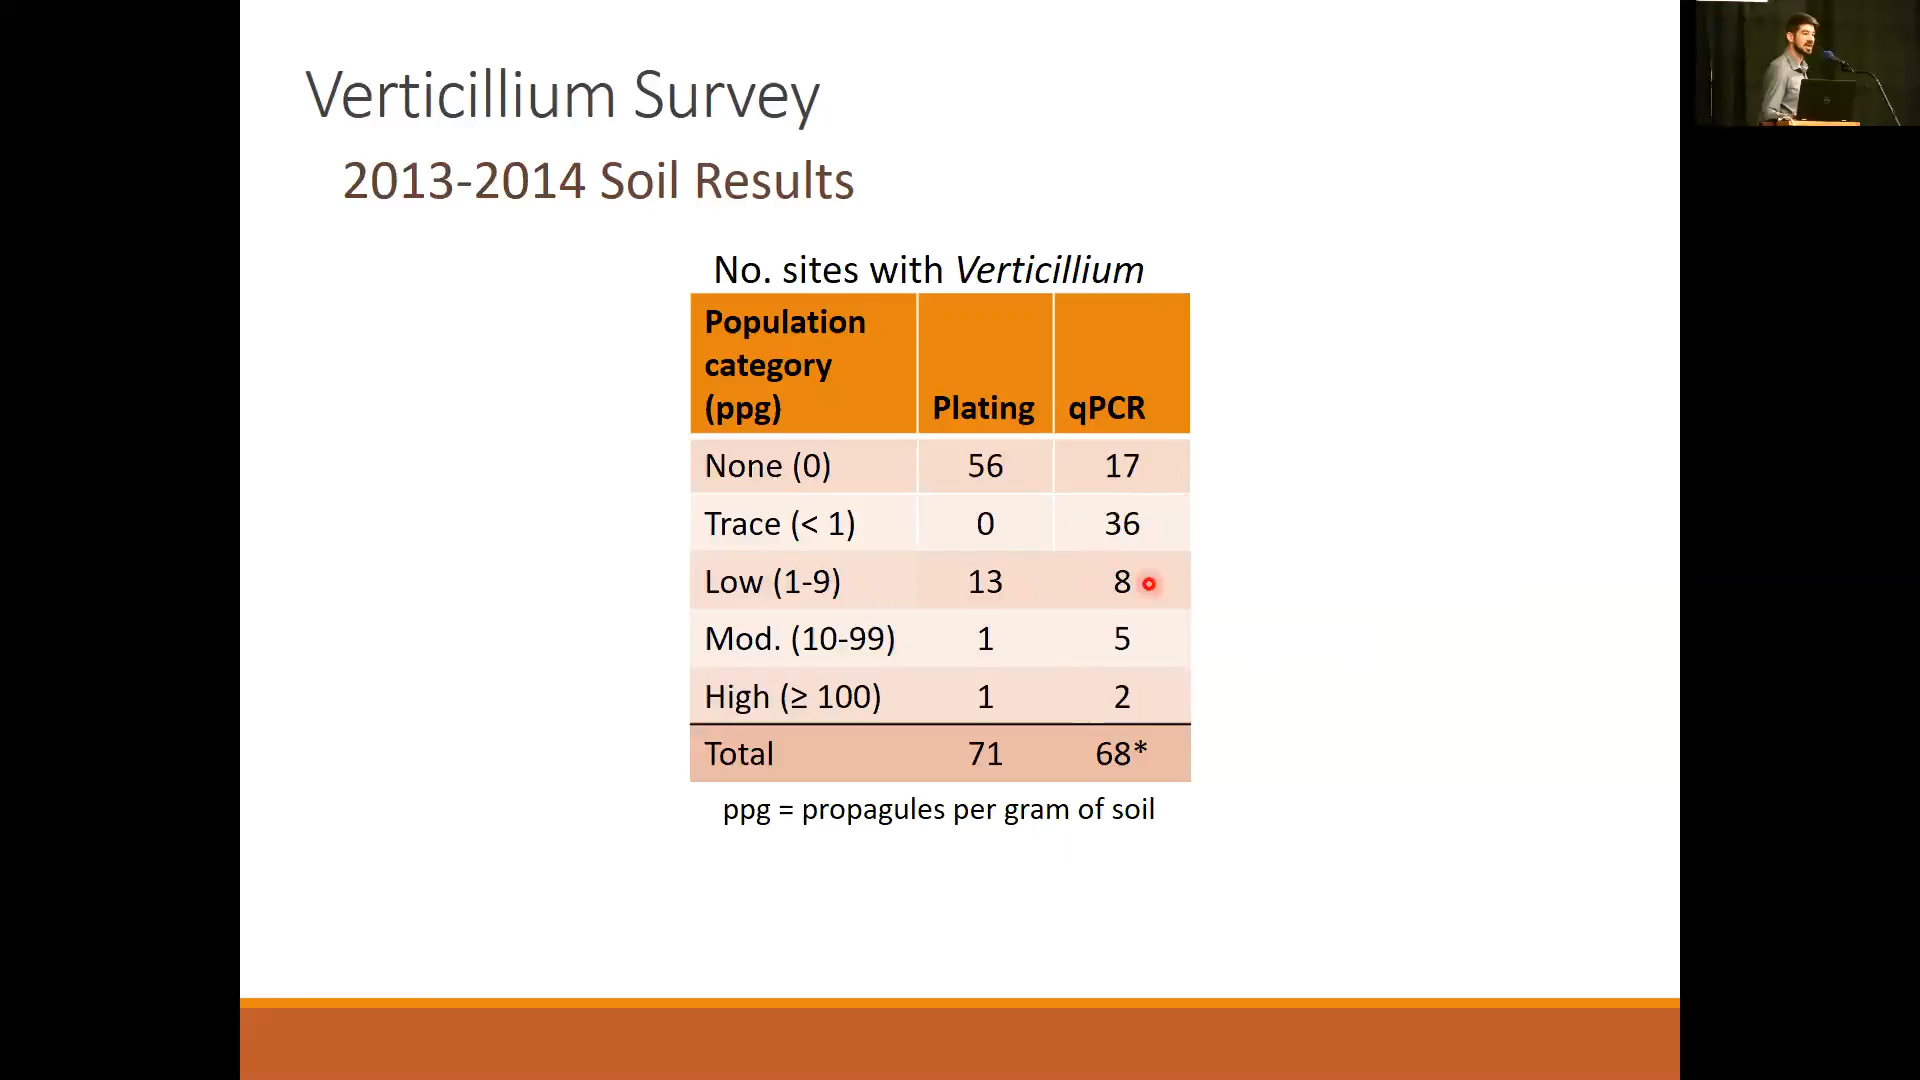 Verticillium Survey
2013-2014 Soil Results
No. sites with Verticillium
Population
category
(ppg) Plating qPCR
None (0) 56 17
Trace (< 1) 0 36
Low (1-9) 13 8
Mod. (10-99) 1 5
High (≥ 100) 1 2
Total 71 68*
ppg = propagules per gram of soil